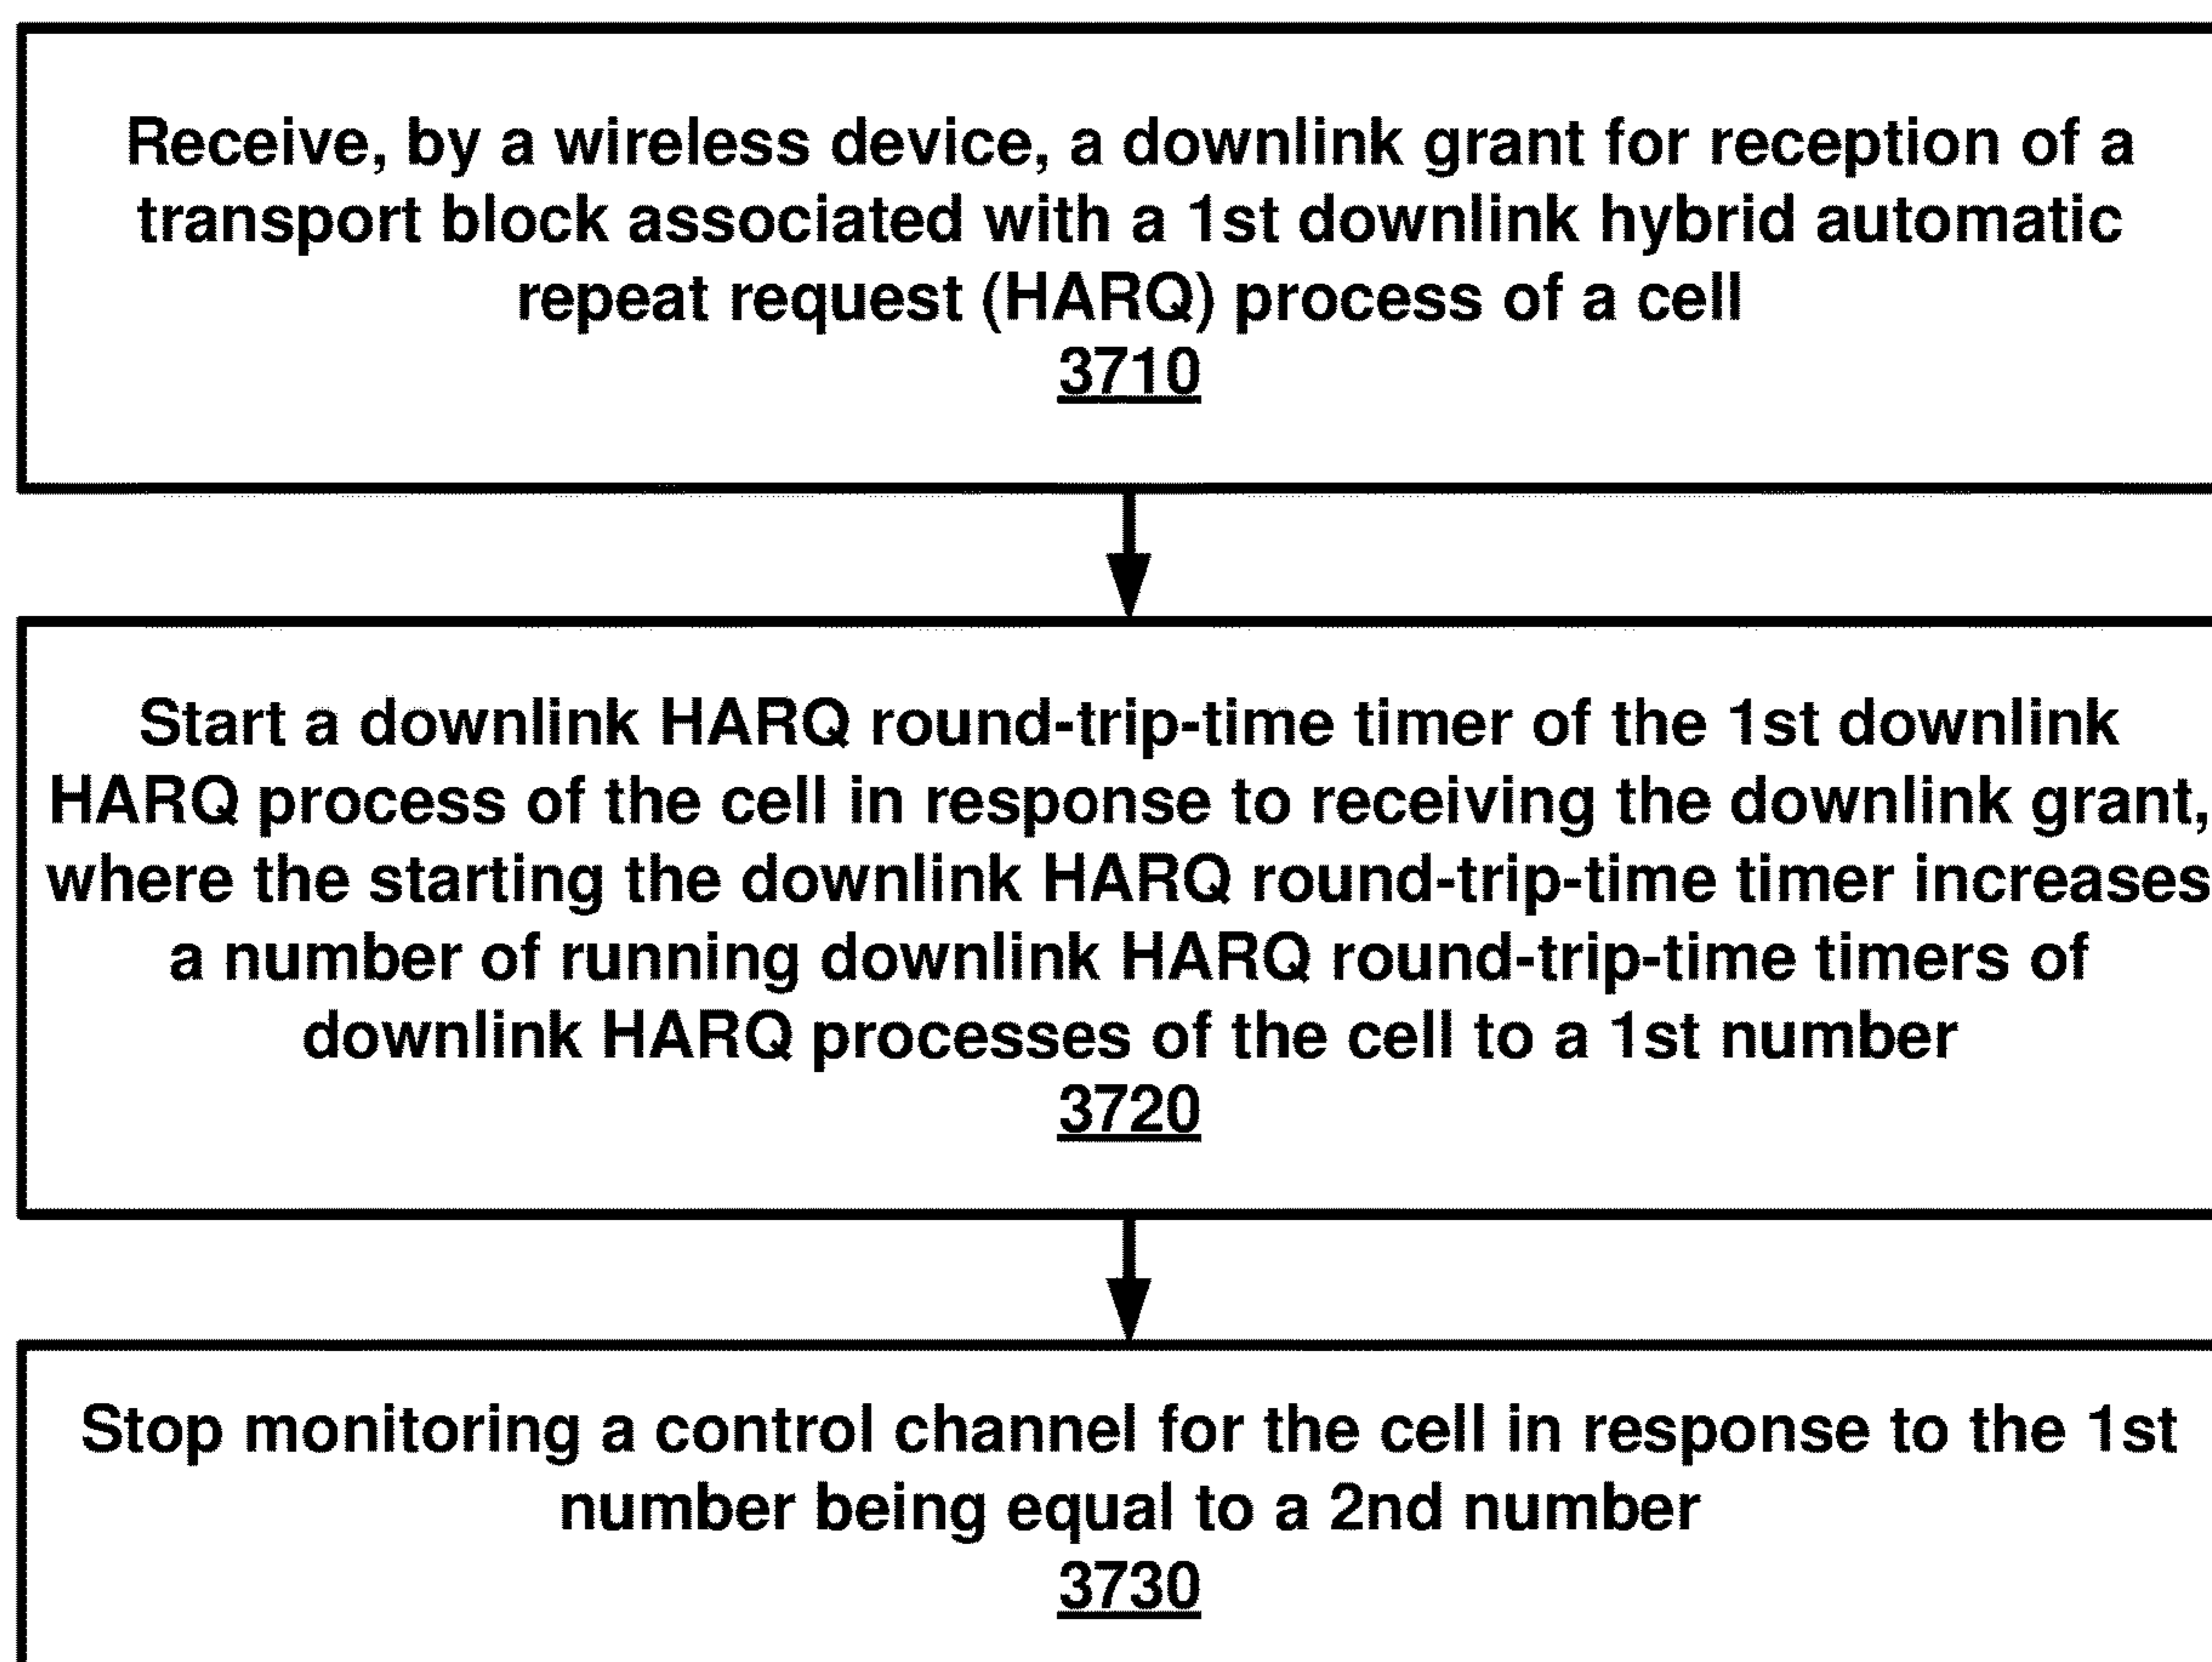 Receive, by a wireless device, a downlink grant for reception of a
transport block associated with a 1st downlink hybrid automatic
repeat request (HARQ) process of a cell
3710
Start a downlink HARQ round-trip-time timer of the 1st downlink
HARQ process of the cell in response to receiving the downlink grant,
where the starting the downlink HARQ round-trip-time timer increases
a number of running downlink HARQ round-trip-time timers of
downlink HARQ processes of the cell to a 1st number
3720
Stop monitoring a control channel for the cell in response to the 1st
number being equal to a 2nd number
3730